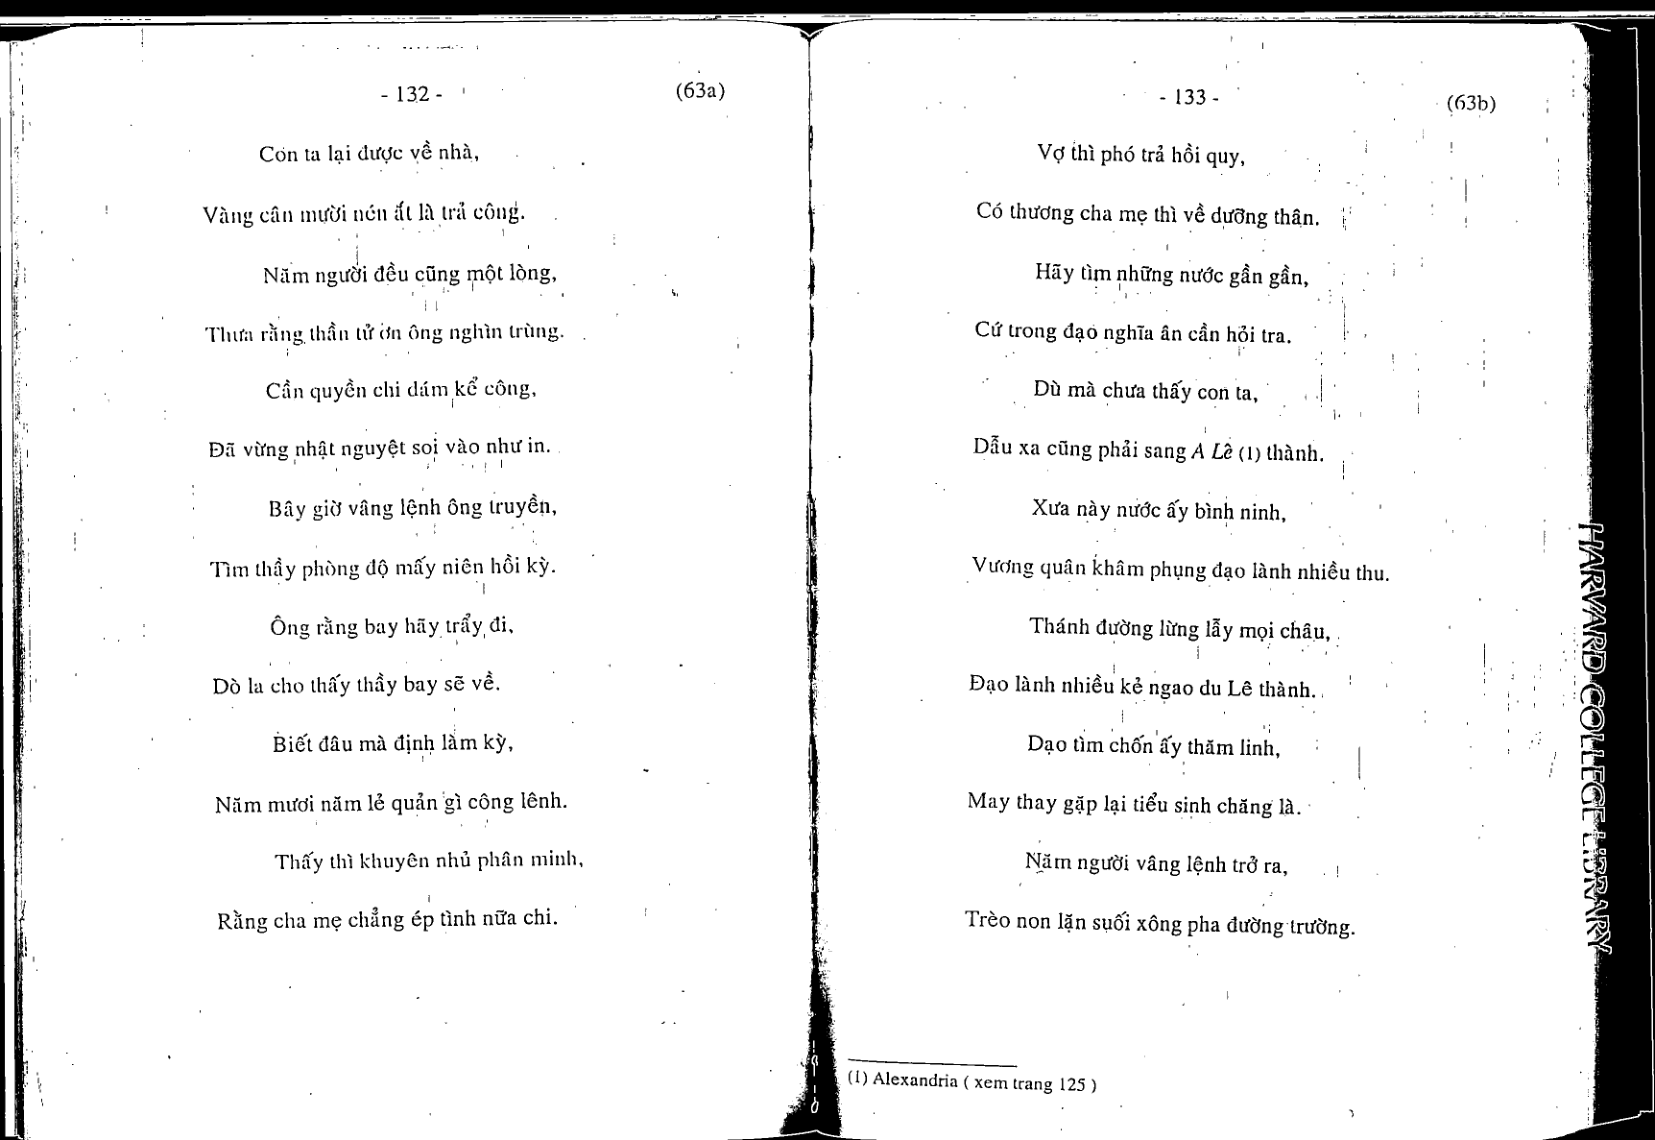 - 132 -
(63a)
Con ta lại được về nhà,
Vàng cân mười nén ắt là trả công.
Năm người đều cũng một lòng,
Thưa rằng thần tử ơn ông nghìn trùng.
Cần quyền chi dám kể công,
Đã vừng nhật nguyệt soi vào như in.
Bây giờ vâng lệnh ông truyền,
Tìm thầy phòng độ mấy niên hồi kỳ.
Ông rằng bay hãy trẩy đi,
Dò la cho thấy thầy bay sẽ về.
Biết đâu mà định làm kỳ,
Năm mươi năm lẻ quản gì công lênh.
Thấy thì khuyên nhủ phân minh,
Rằng cha mẹ chẳng ép tình nữa chi.
- 133 -
(63b)
Vợ thì phó trả hồi quy,
Có thương cha mẹ thì về dưỡng thân.
Hãy tìm những nước gần gần,
Cứ trong đạo nghĩa ân cần hỏi tra.
Dù mà chưa thấy con ta,
Dẫu xa cũng phải sang A Lê (1) thành.
Xưa này nước ấy bình ninh,
Vương quân khâm phụng đạo lành nhiều thu.
Thánh đường lừng lẫy mọi châu,
Đạo lành nhiều kẻ ngao du Lê thành.
Dạo tìm chốn ấy thăm linh,
May thay gặp lại tiểu sinh chăng là.
Năm người vâng lệnh trở ra,
Trèo non lặn suối xông pha đường trường.
(1) Alexandria ( xem trang 125 )
HARVARD COLLEGE LIBRARY